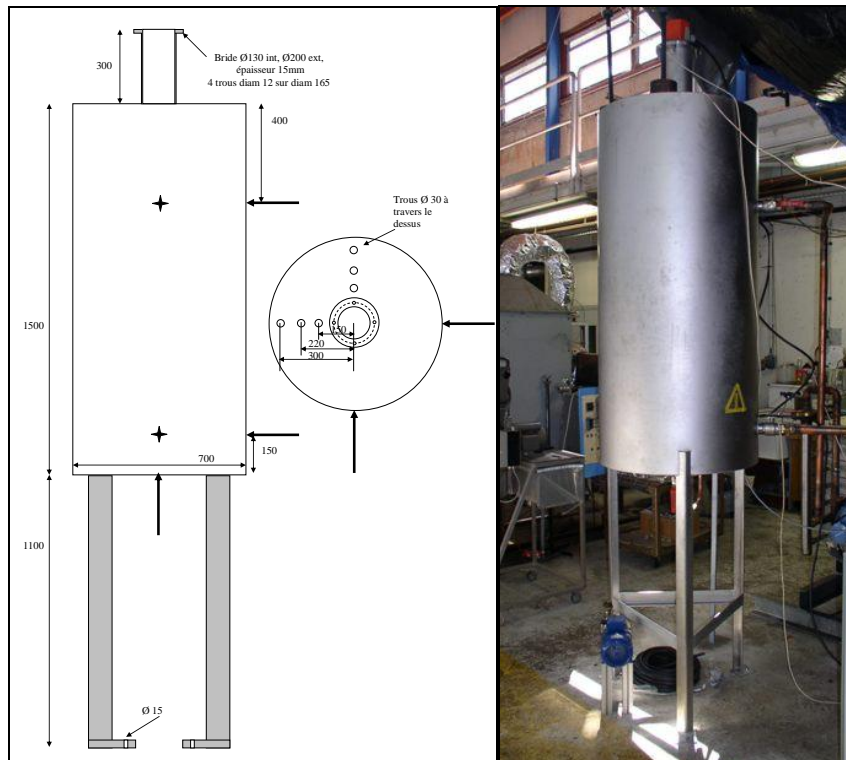 300
Bride Ø130 int, Ø200 ext,
épaisseur 15mm
4 trous diam 12 sur diam 165
400
Trous Ø 30 à
travers le
dessus
1500
150
220
300
700
150
1100
Ø 15